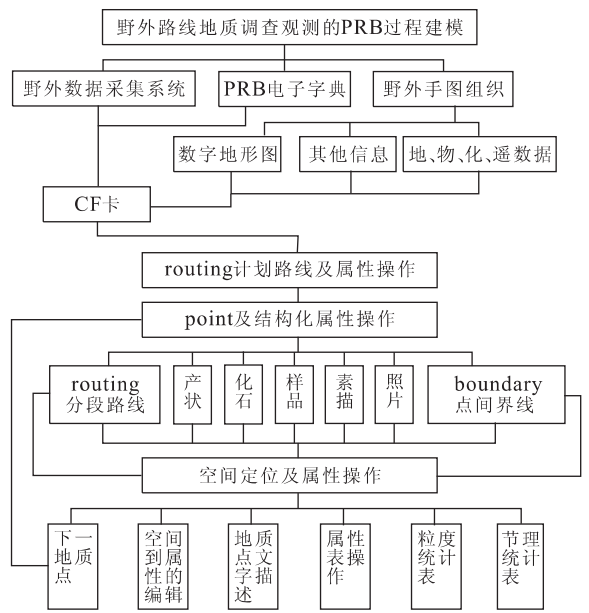 野外路线地质调查观测的PRB过程建模
野外数据采集系统
PRB电子字典
野外手图组织
数字地形图
其他信息
地、物、化、遥数据
CF卡
routing计划路线及属性操作
point及结构化属性操作
routing
分段路线
产
状
化
石
样
品
素
描
照
片
boundary
点间界线
空间定位及属性操作
下一
地质
点
空间
到属
性的
编辑
地质
点文
字描
述
属性
表操
作
粒度
统计
表
节理
统计
表